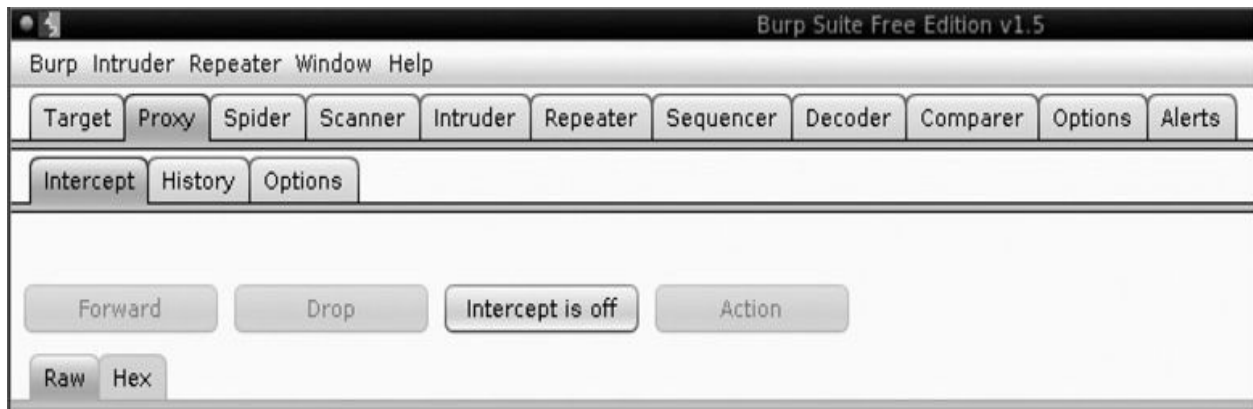 Burp Suite Free Edition v1.5
Burp Intruder Repeater Window Help
Target Proxy Spider Scanner Intruder Repeater Sequencer Decoder Comparer Options Alerts
Intercept History Options
Forward Drop Intercept is off Action
Raw Hex